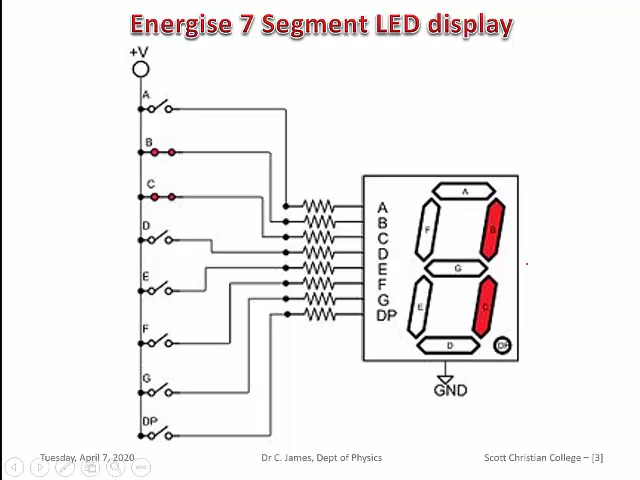 Energise 7 Segment LED display
+V
A
B
C
D
E
F
G
DP
A
B
C
D
E
F
G
DP
A
F
B
G
E
C
D
DP
GND
Tuesday, April 7, 2020
Dr C. James, Dept of Physics
Scott Christian College – [3]